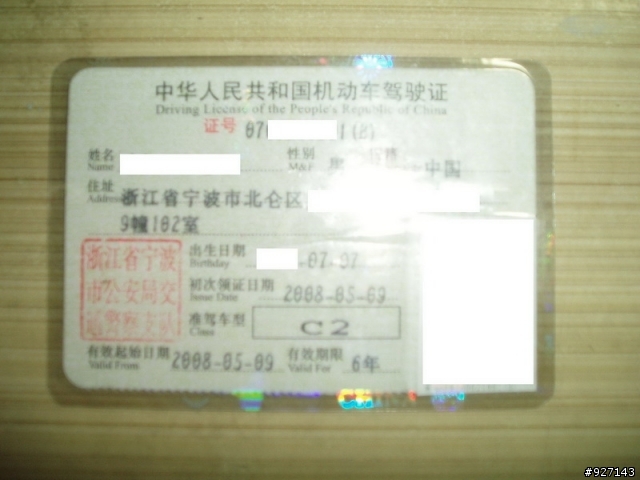 中华人民共和国机动车驾驶证
Driving License of the People's Republic of China
证号 070 1(B)
姓名 性别
Name M&F 中国
住址
Address 浙江省宁波市北仑区
9幢102室
出生日期
Birthday -07-07
初次领证日期
Issue Date 2008-05-09
准驾车型
Class C2
有效起始日期 2008-05-09 有效期限 6年
Valid From Valid For
浙江省宁波
市公安局交
通警察支队
#927143